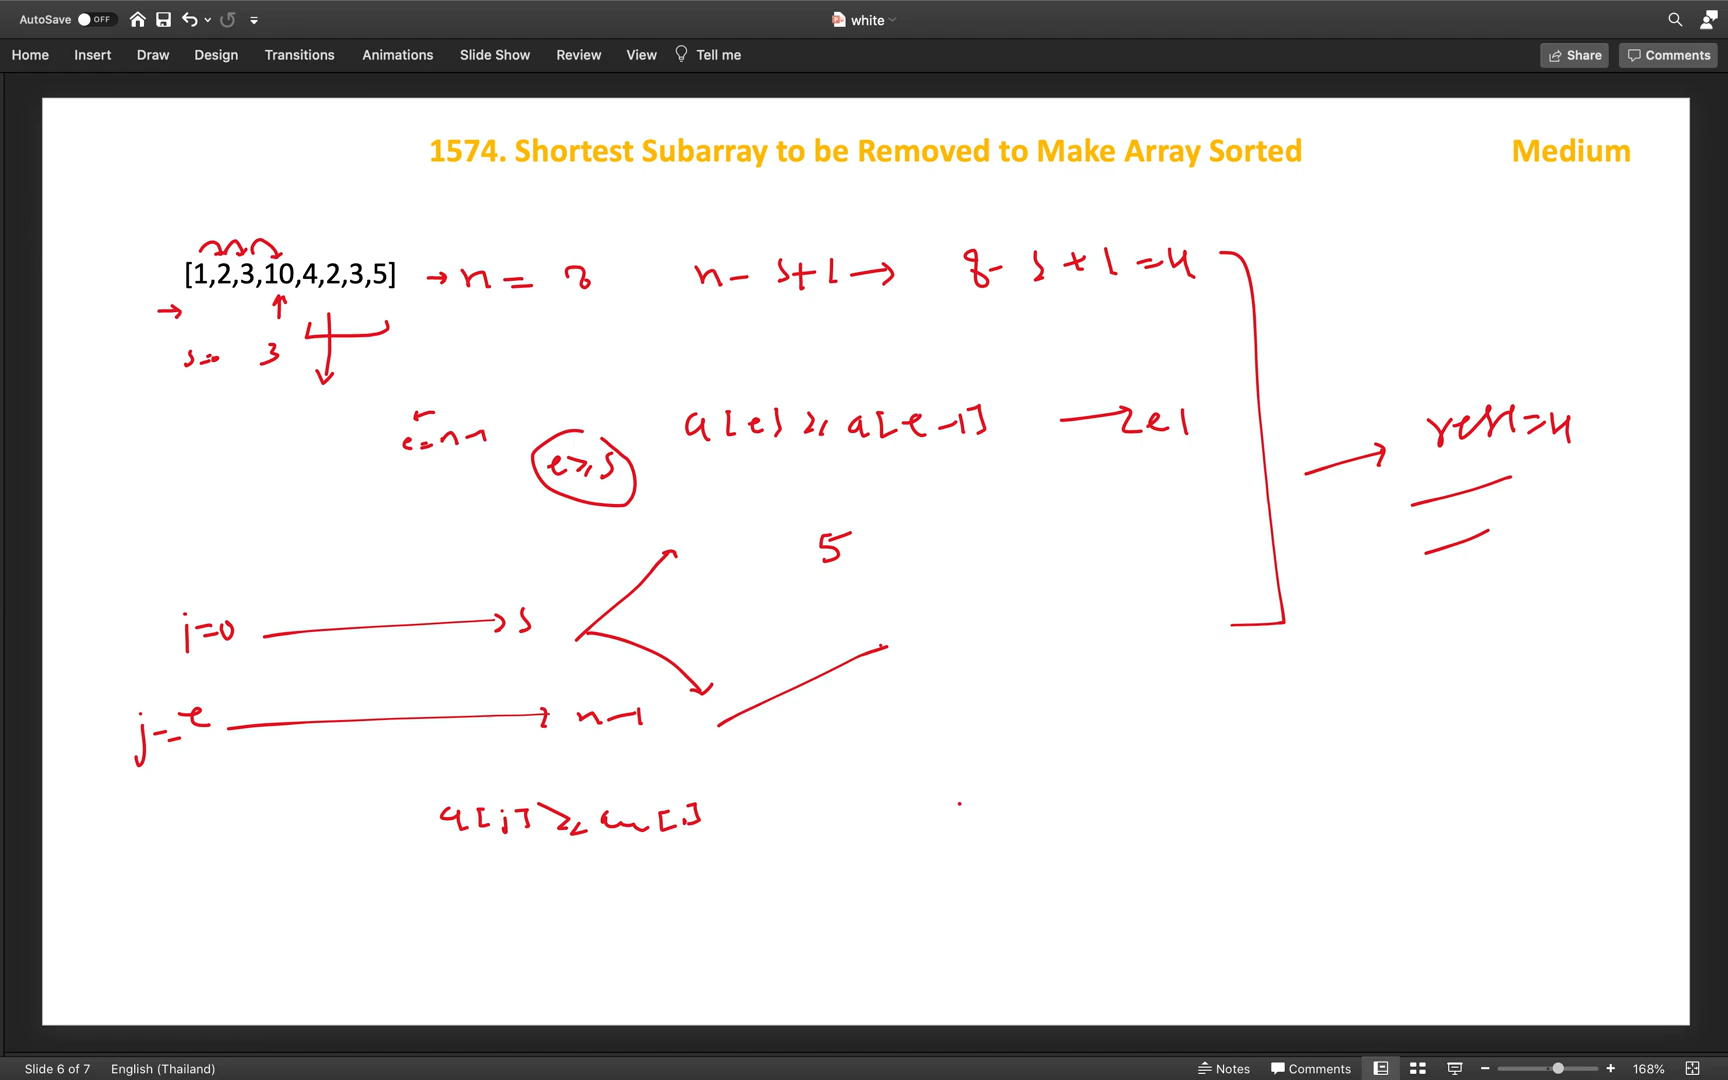 AutoSave OFF
white
Home Insert Draw Design Transitions Animations Slide Show Review View Tell me
Share Comments
1574. Shortest Subarray to be Removed to Make Array Sorted
Medium
[1,2,3,10,4,2,3,5] → n = 8 n - s + 1 → 8 - s + 1 = 4
s = 3
e = n-1
e ≥ s
a[e] ≥ a[e-1] →
= 4
5
i=0 → s
j = e → n-1
a[j] ≥
Slide 6 of 7 English (Thailand)
Notes Comments 168%